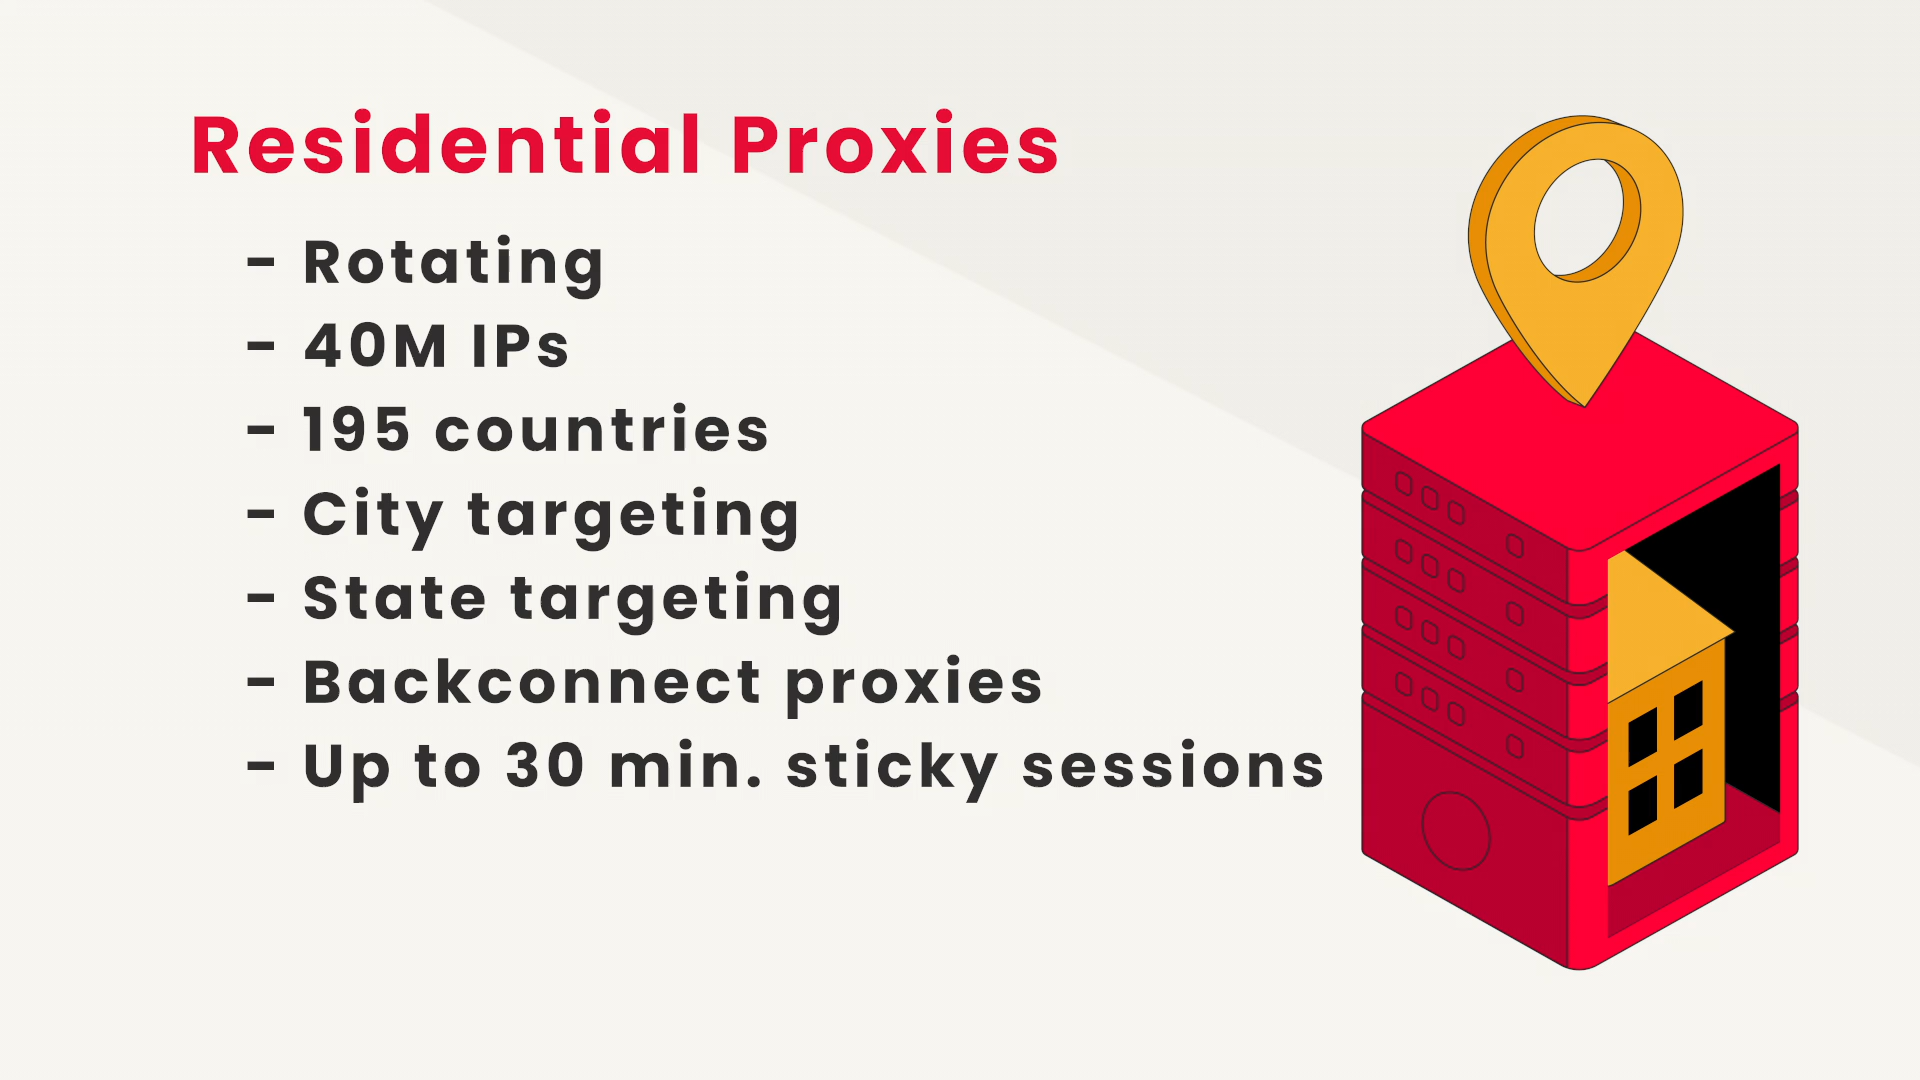 Residential Proxies
- Rotating
- 40M IPs
- 195 countries
- City targeting
- State targeting
- Backconnect proxies
- Up to 30 min. sticky sessions